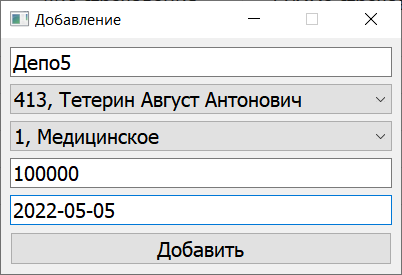 Добавление
Депо5
413, Тетерин Август Антонович
1, Медицинское
100000
2022-05-05
Добавить